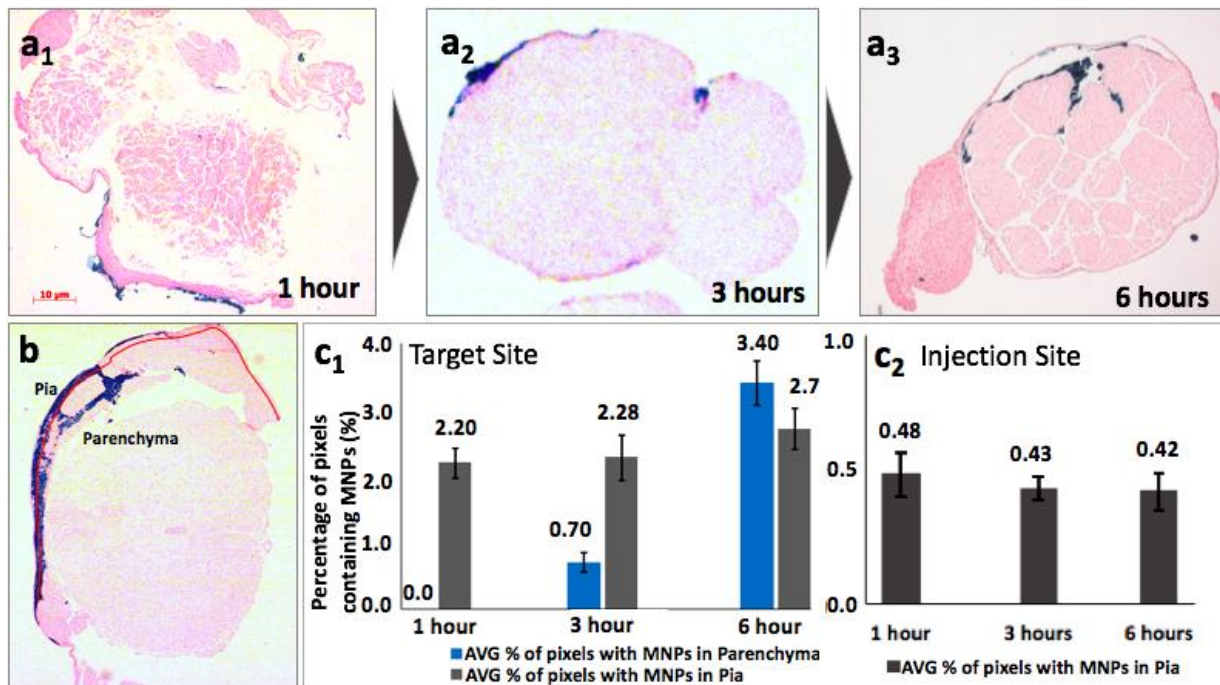 a1
1 hour
10 µm
a2
3 hours
a3
6 hours
b
Pia
Parenchyma
c1 Target Site
Percentage of pixels
containing MNPs (%)
4.0
3.0
2.0
1.0
0.0
0.0
2.20
0.70
2.28
3.40
2.7
1 hour
3 hour
6 hour
AVG % of pixels with MNPs in Parenchyma
AVG % of pixels with MNPs in Pia
c2 Injection Site
1.0
0.5
0.0
0.48
0.43
0.42
1 hour
3 hours
6 hours
AVG % of pixels with MNPs in Pia